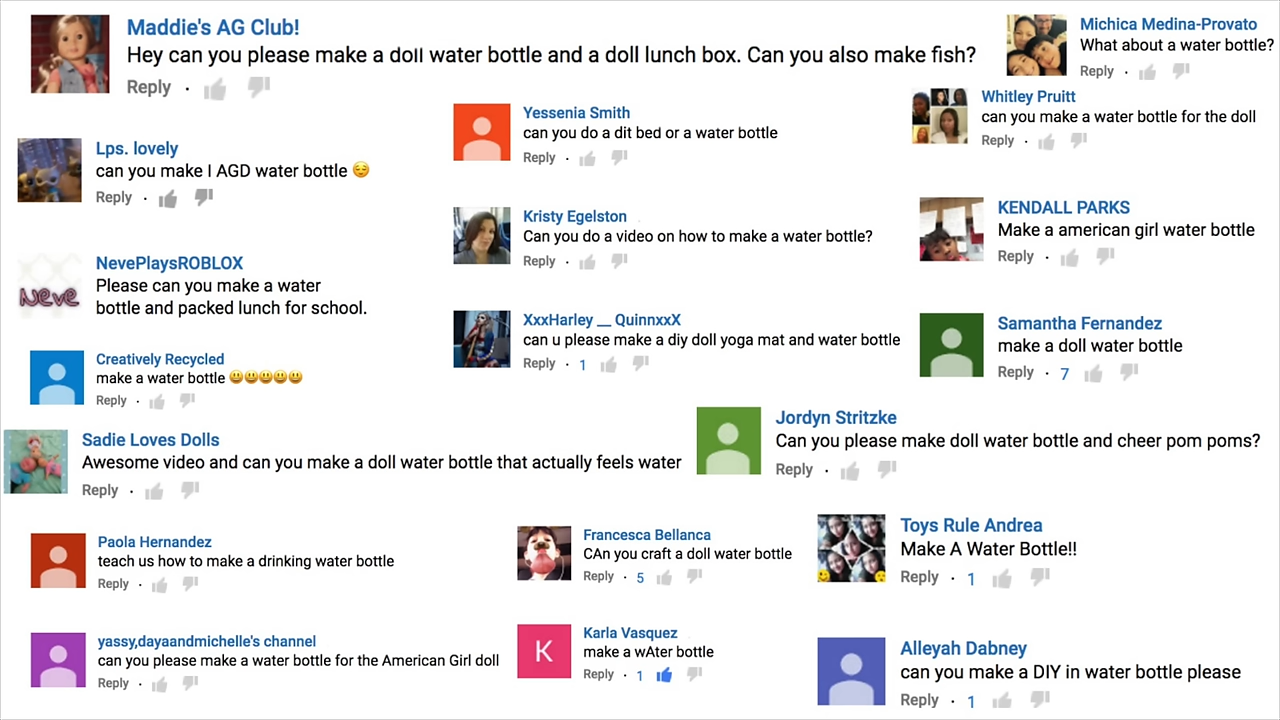 Maddie's AG Club!
Hey can you please make a doll water bottle and a doll lunch box. Can you also make fish?
Reply
Michica Medina-Provato
What about a water bottle?
Reply
Whitley Pruitt
can you make a water bottle for the doll
Reply
Yessenia Smith
can you do a dit bed or a water bottle
Reply
Lps. lovely
can you make I AGD water bottle 😌
Reply
Kristy Egelston
Can you do a video on how to make a water bottle?
Reply
KENDALL PARKS
Make a american girl water bottle
Reply
Neve
NevePlaysROBLOX
Please can you make a water
bottle and packed lunch for school.
XxxHarley __ QuinnxxX
can u please make a diy doll yoga mat and water bottle
Reply · 1
Samantha Fernandez
make a doll water bottle
Reply · 7
Creatively Recycled
make a water bottle 😃😃😃😃😃
Reply
Sadie Loves Dolls
Awesome video and can you make a doll water bottle that actually feels water
Reply
Jordyn Stritzke
Can you please make doll water bottle and cheer pom poms?
Reply
Paola Hernandez
teach us how to make a drinking water bottle
Reply
Francesca Bellanca
CAn you craft a doll water bottle
Reply · 5
Toys Rule Andrea
Make A Water Bottle!!
Reply · 1
yassy,dayaandmichelle's channel
can you please make a water bottle for the American Girl doll
Reply
K
Karla Vasquez
make a wAter bottle
Reply · 1
Alleyah Dabney
can you make a DIY in water bottle please
Reply · 1